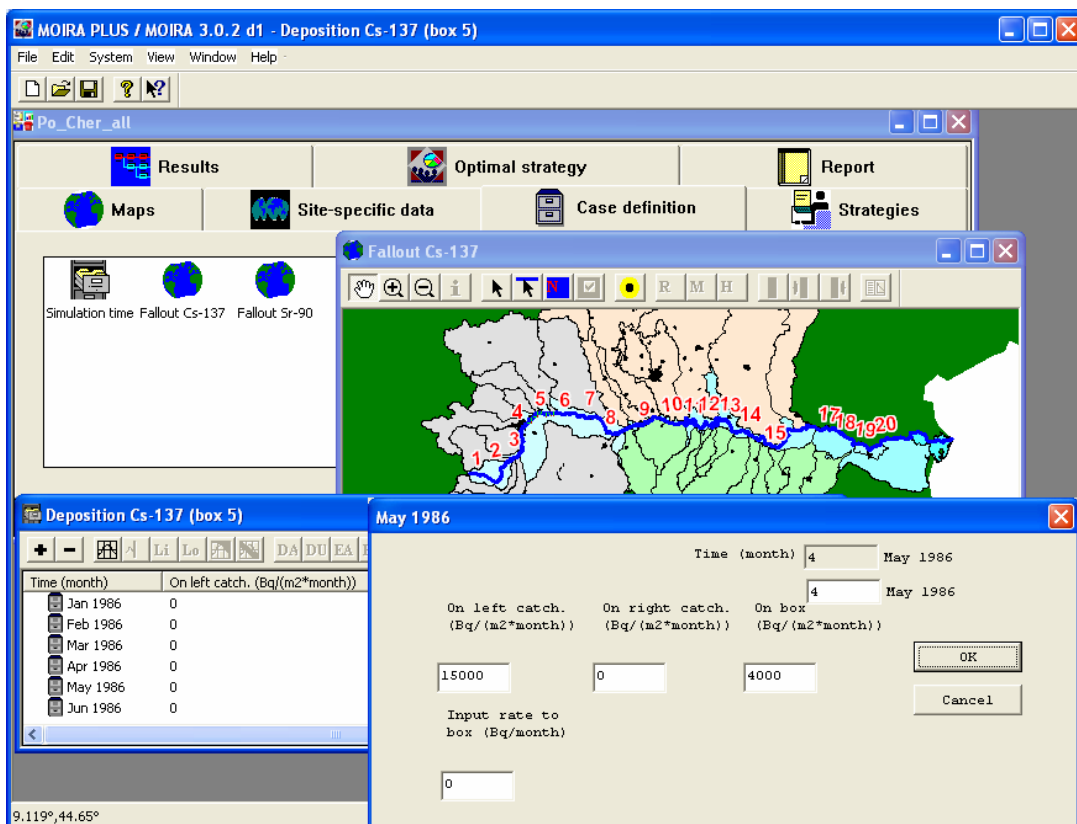 MOIRA PLUS / MOIRA 3.0.2 d1 - Deposition Cs-137 (box 5)
File Edit System View Window Help
Po_Cher_all
Results Optimal strategy Report
Maps Site-specific data Case definition Strategies
Simulation time Fallout Cs-137 Fallout Sr-90
Fallout Cs-137
N R M H
1 2 3 4 5 6 7 8 9 10 11 12 13 14 15 17 18 19 20
Deposition Cs-137 (box 5)
Li Lo DA DU EA
Time (month) On left catch. (Bq/(m2*month))
Jan 1986 0
Feb 1986 0
Mar 1986 0
Apr 1986 0
May 1986 0
Jun 1986 0
May 1986
Time (month) 4 May 1986
4 May 1986
On left catch. On right catch. On box
(Bq/(m2*month)) (Bq/(m2*month)) (Bq/(m2*month))
OK
15000 0 4000
Cancel
Input rate to
box (Bq/month)
0
9.119°,44.65°